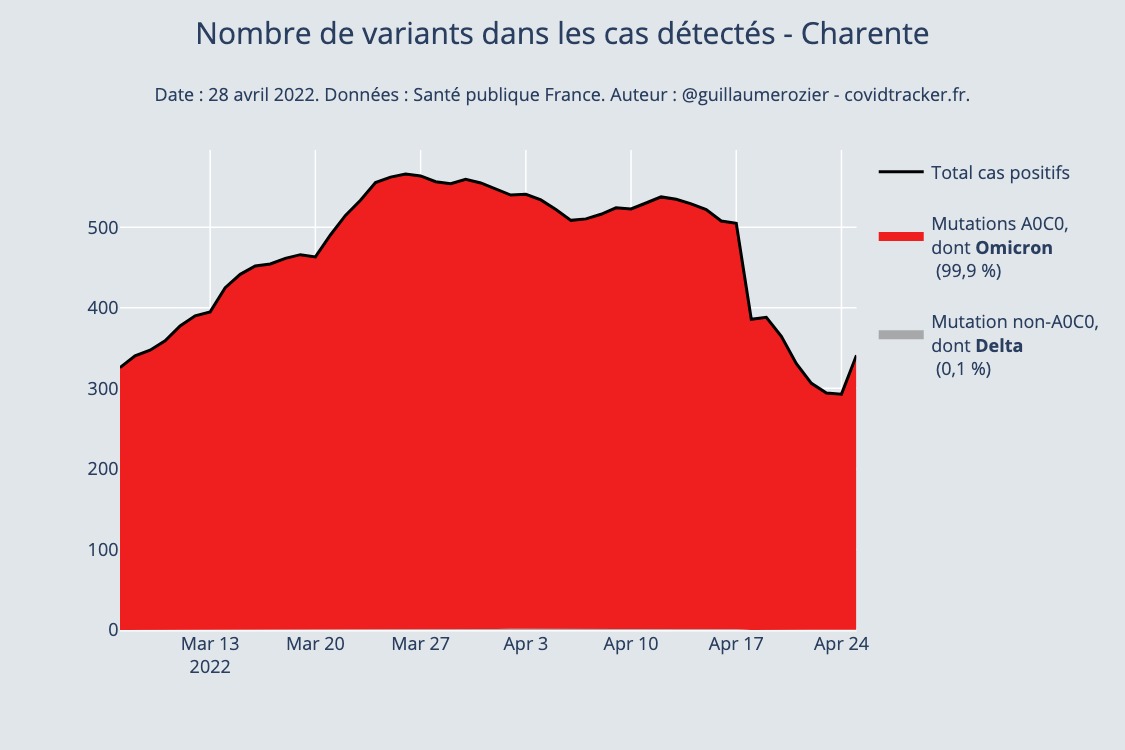 Nombre de variants dans les cas détectés - Charente
Date : 28 avril 2022. Données : Santé publique France. Auteur : @guillaumerozier - covidtracker.fr.
Total cas positifs
Mutations A0C0,
dont Omicron
(99,9 %)
Mutation non-A0C0,
dont Delta
(0,1 %)
500
400
300
200
100
0
Mar 13
2022
Mar 20
Mar 27
Apr 3
Apr 10
Apr 17
Apr 24